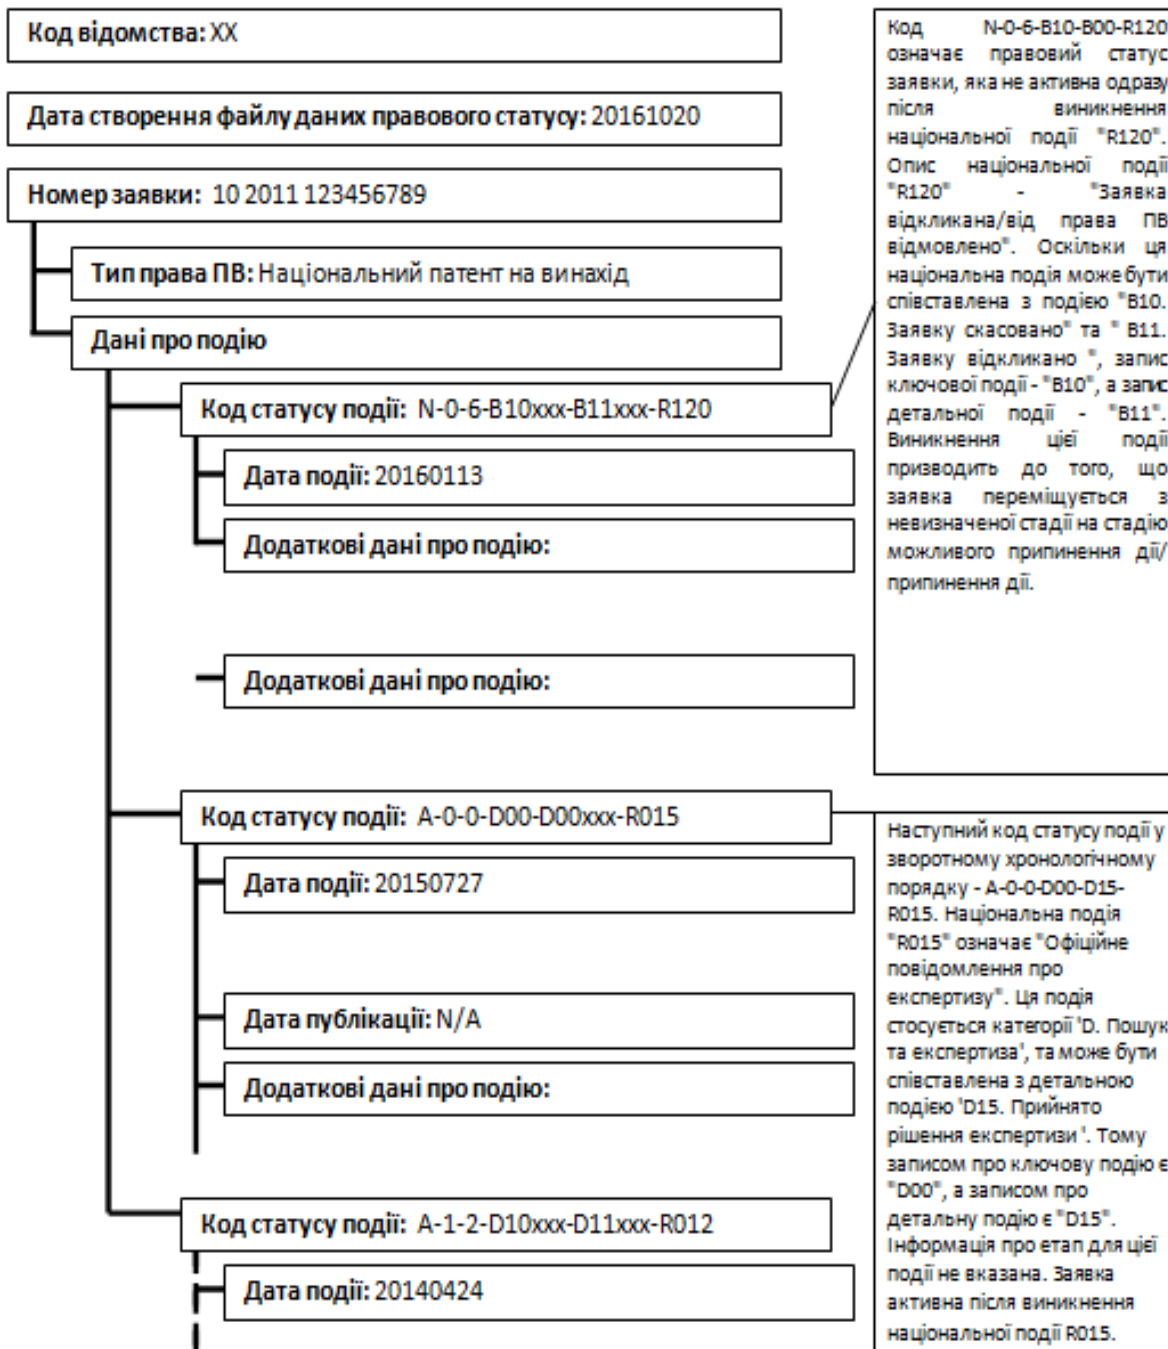 Код відомства: XX
Дата створення файлу даних правового статусу: 20161020
Номер заявки: 10 2011 123456789
Тип права ПВ: Національний патент на винахід
Дані про подію
Код статусу події: N-0-6-B10xxx-B11xxx-R120
Дата події: 20160113
Додаткові дані про подію:
Додаткові дані про подію:
Код статусу події: A-0-0-D00-D00xxx-R015
Дата події: 20150727
Дата публікації: N/A
Додаткові дані про подію:
Код статусу події: A-1-2-D10xxx-D11xxx-R012
Дата події: 20140424
Код N-0-6-B10-B00-R120
означає правовий статус
заявки, яка не активна одразу
після виникнення
національної події "R120".
Опис національної події
"R120" - "Заявка
відкликана/від права ПВ
відмовлено". Оскільки ця
національна подія може бути
співставлена з подією "B10.
Заявку скасовано" та " B11.
Заявку відкликано ", запис
ключової події - "B10", а запис
детальної події - "B11".
Виникнення цієї події
призводить до того, що
заявка переміщується з
невизначеної стадії на стадію
можливого припинення дії/
припинення дії.
Наступний код статусу події у
зворотному хронологічному
порядку - A-0-0-D00-D15-
R015. Національна подія
"R015" означає "Офіційне
повідомлення про
експертизу". Ця подія
стосується категорії 'D. Пошук
та експертиза', та може бути
співставлена з детальною
подією 'D15. Прийнято
рішення експертизи '. Тому
записом про ключову подію є
"D00", а записом про
детальну подію є "D15".
Інформація про етап для цієї
події не вказана. Заявка
активна після виникнення
національної події R015.